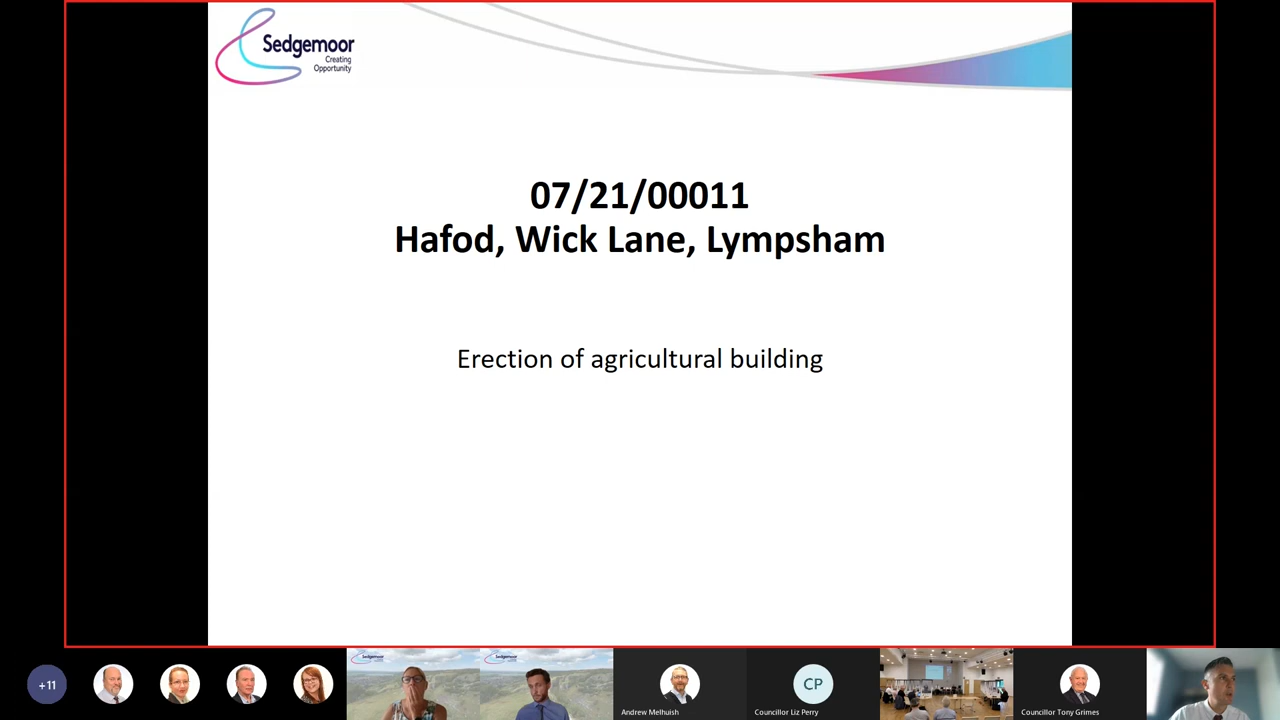 Sedgemoor
Creating
Opportunity
07/21/00011
Hafod, Wick Lane, Lympsham
Erection of agricultural building
+11
Andrew Melhuish
CP
Councillor Liz Perry
Councillor Tony Grimes